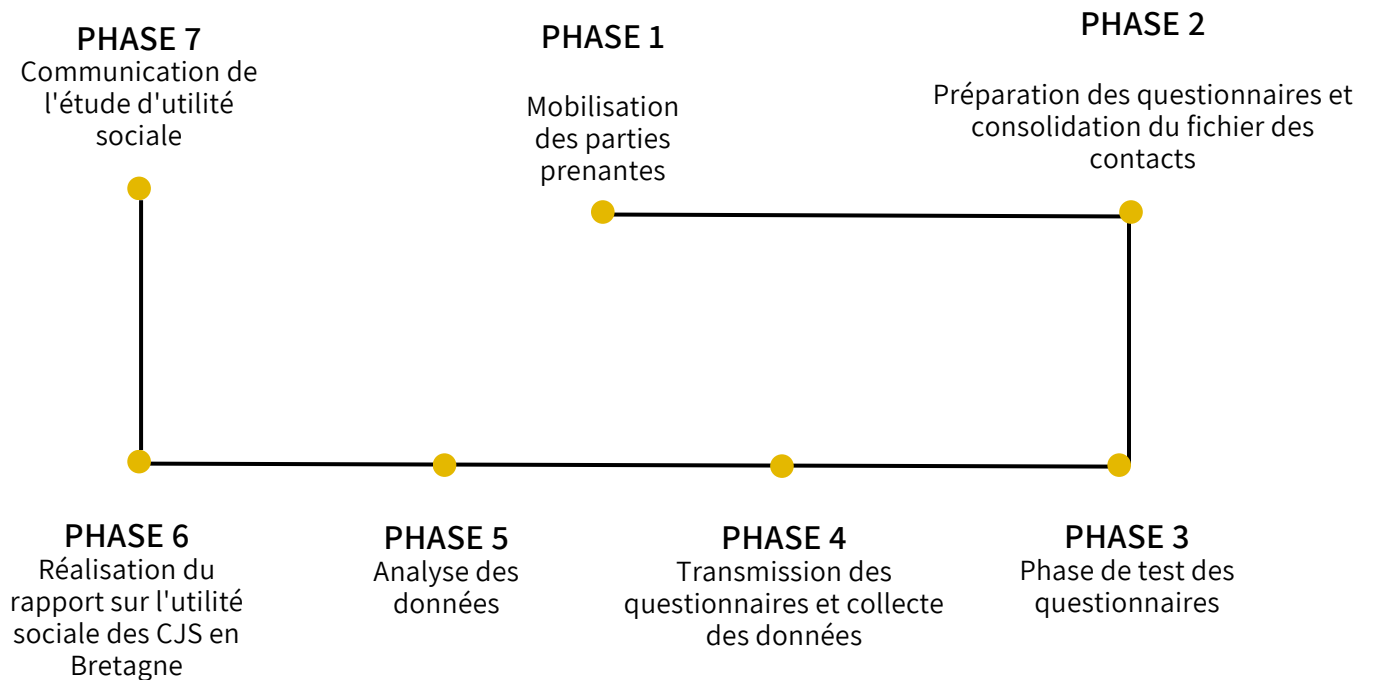 PHASE 1
Mobilisation
des parties
prenantes
PHASE 2
Préparation des questionnaires et
consolidation du fichier des
contacts
PHASE 3
Phase de test des
questionnaires
PHASE 4
Transmission des
questionnaires et collecte
des données
PHASE 5
Analyse des
données
PHASE 6
Réalisation du
rapport sur l'utilité
sociale des CJS en
Bretagne
PHASE 7
Communication de
l'étude d'utilité
sociale